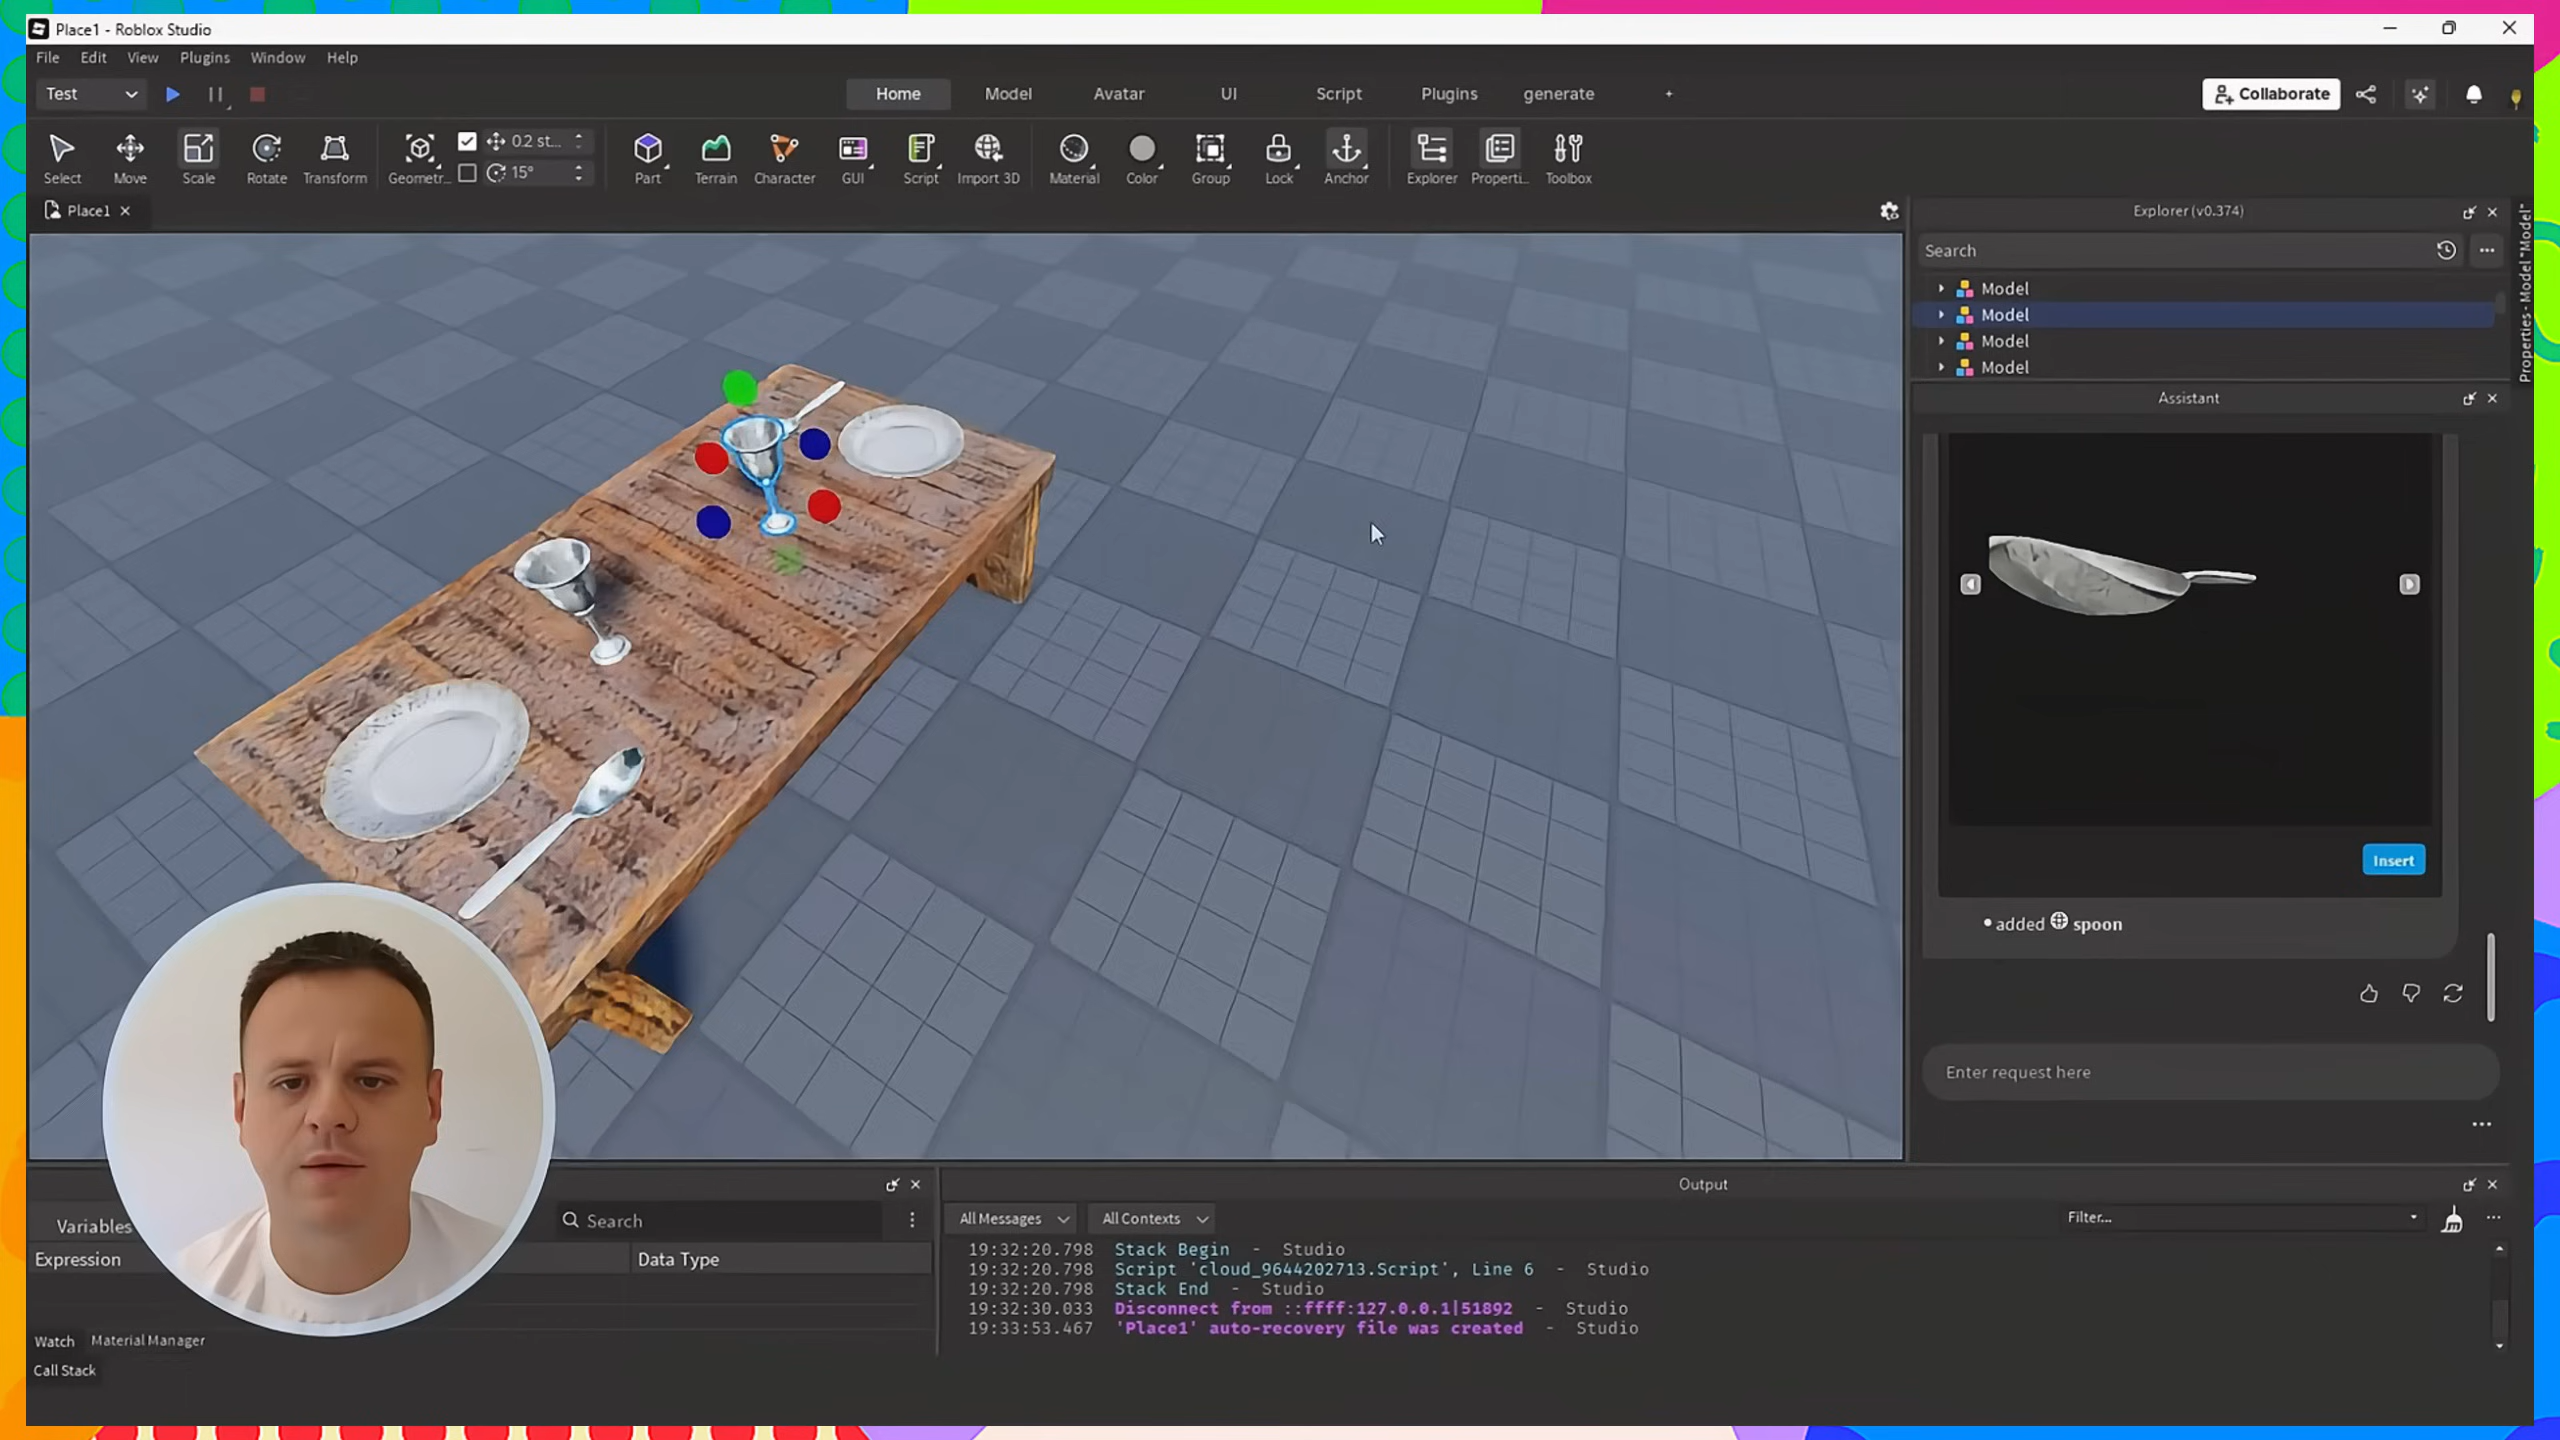 Place1 - Roblox Studio
File Edit View Plugins Window Help
Test
Home Model Avatar UI Script Plugins generate +
Collaborate
Select Move Scale Rotate Transform Geometr... 0.2 st... 15° Part Terrain Character GUI Script Import 3D Material Color Group Lock Anchor Explorer Properti... Toolbox
Place1
Explorer (v0.374)
Search
Model
Model
Model
Model
Properties - Model "Model"
Assistant
Insert
• added spoon
Enter request here
Variables
Search
Expression
Data Type
Watch Material Manager
Call Stack
Output
All Messages All Contexts Filter...
19:32:20.798 Stack Begin - Studio
19:32:20.798 Script 'cloud_9644202713.Script', Line 6 - Studio
19:32:20.798 Stack End - Studio
19:32:30.033 Disconnect from ::ffff:127.0.0.1|51892 - Studio
19:33:53.467 'Place1' auto-recovery file was created - Studio